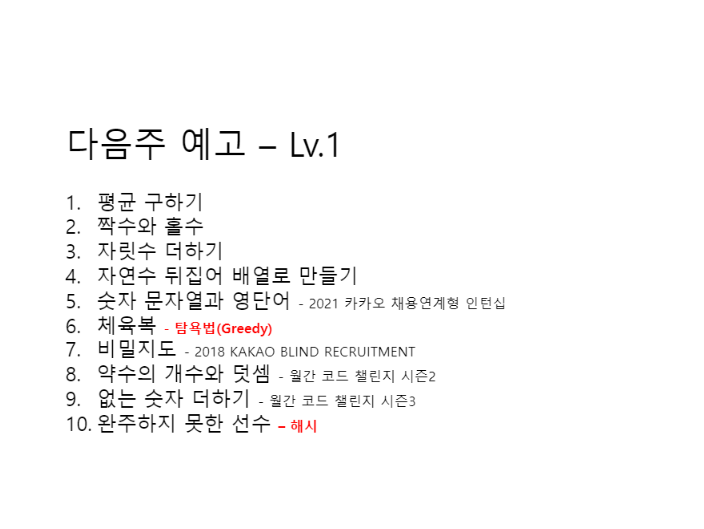 다음주 예고 – Lv.1
1. 평균 구하기
2. 짝수와 홀수
3. 자릿수 더하기
4. 자연수 뒤집어 배열로 만들기
5. 숫자 문자열과 영단어 - 2021 카카오 채용연계형 인턴십
6. 체육복 - 탐욕법(Greedy)
7. 비밀지도 - 2018 KAKAO BLIND RECRUITMENT
8. 약수의 개수와 덧셈 - 월간 코드 챌린지 시즌2
9. 없는 숫자 더하기 - 월간 코드 챌린지 시즌3
10. 완주하지 못한 선수 – 해시